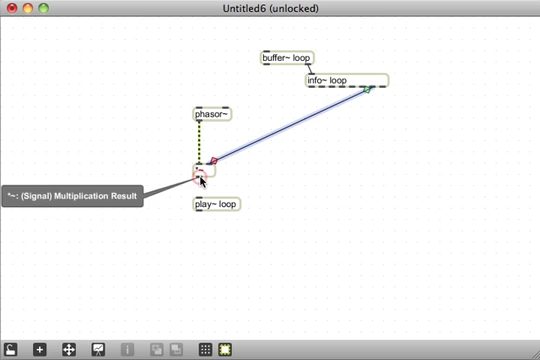 Untitled6 (unlocked)
buffer~ loop
info~ loop
phasor~
*~: (Signal) Multiplication Result
play~ loop